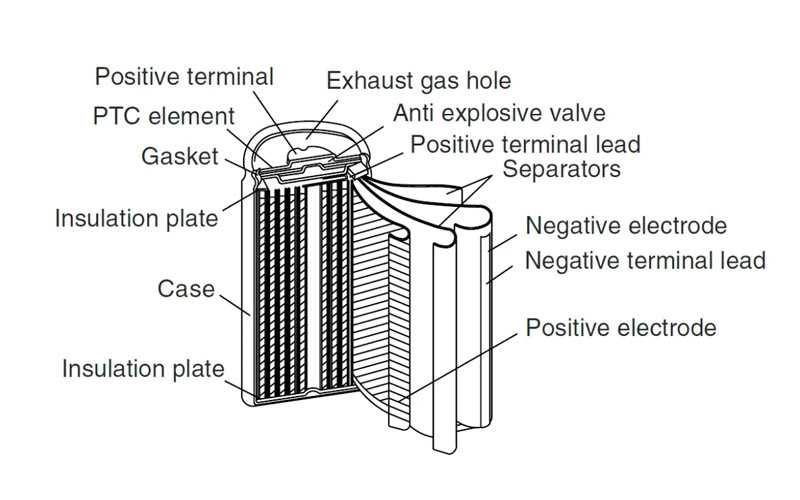 Positive terminal
Exhaust gas hole
PTC element
Anti explosive valve
Gasket
Positive terminal lead
Separators
Insulation plate
Negative electrode
Negative terminal lead
Case
Positive electrode
Insulation plate